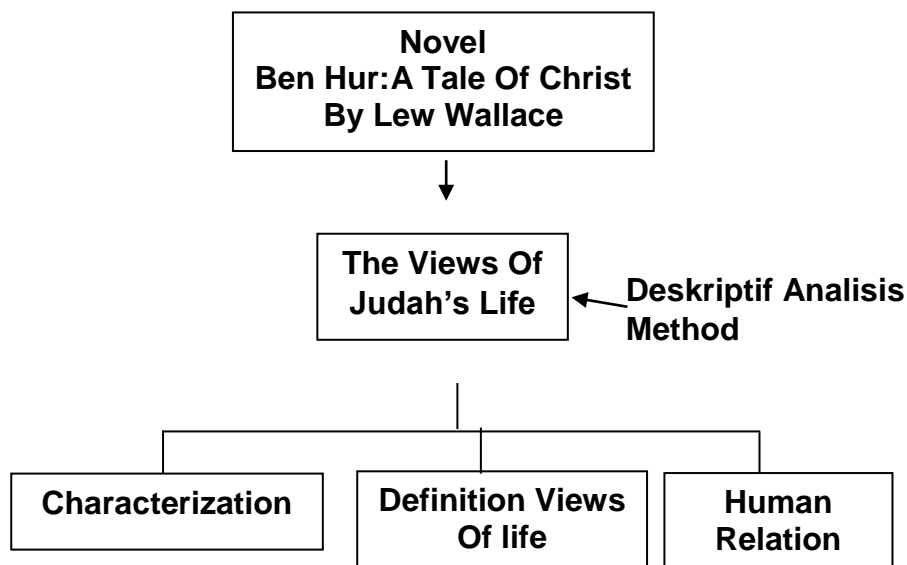 Novel
Ben Hur:A Tale Of Christ
By Lew Wallace
The Views Of
Judah's Life
Deskriptif Analisis
Method
Characterization
Definition Views
Of life
Human
Relation